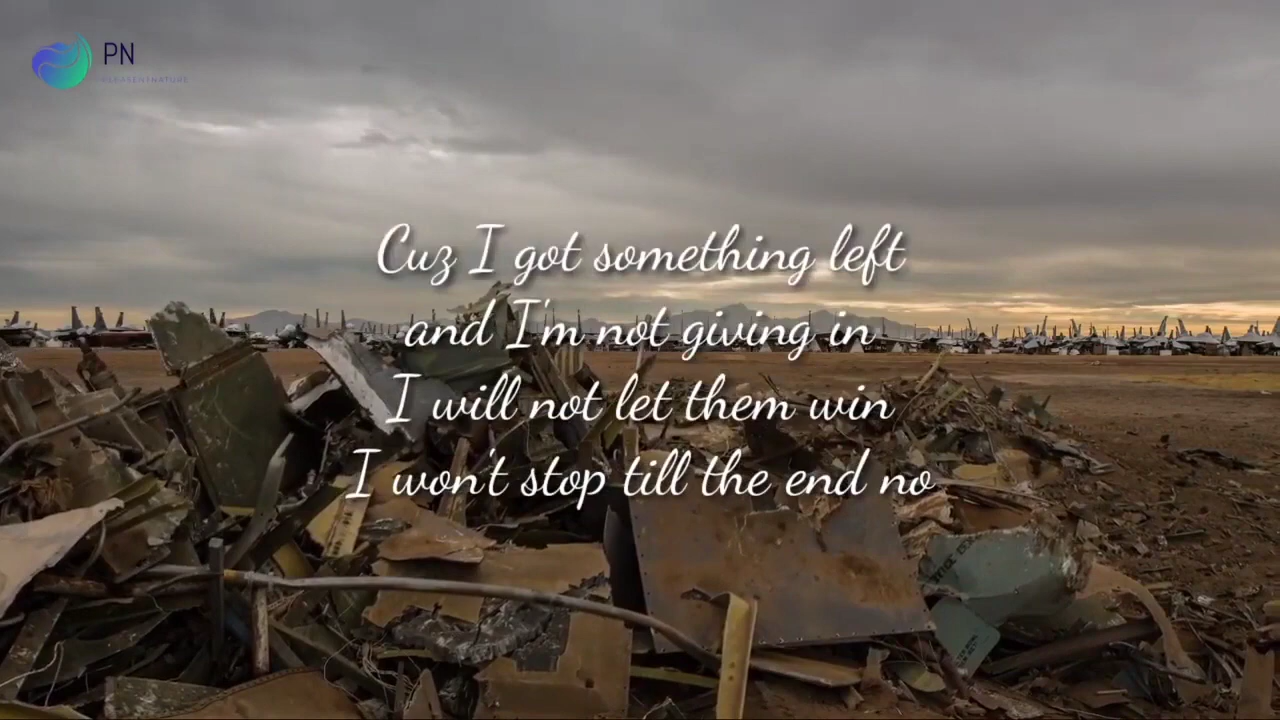 PN
Cuz I got something left
and I'm not giving in
I will not let them win
I won't stop till the end no